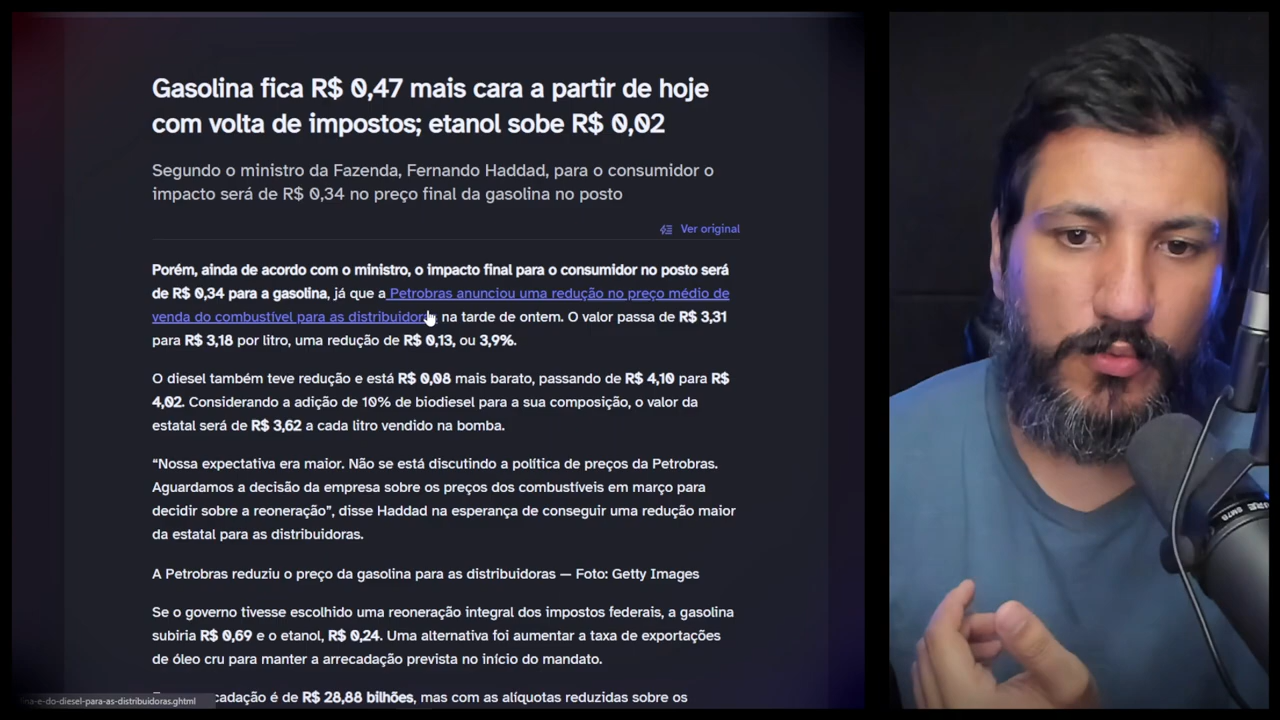 Gasolina fica R$ 0,47 mais cara a partir de hoje
com volta de impostos; etanol sobe R$ 0,02
Segundo o ministro da Fazenda, Fernando Haddad, para o consumidor o
impacto será de R$ 0,34 no preço final da gasolina no posto
Ver original
Porém, ainda de acordo com o ministro, o impacto final para o consumidor no posto será
de R$ 0,34 para a gasolina, já que a Petrobras anunciou uma redução no preço médio de
venda do combustível para as distribuidoras na tarde de ontem. O valor passa de R$ 3,31
para R$ 3,18 por litro, uma redução de R$ 0,13, ou 3,9%.
O diesel também teve redução e está R$ 0,08 mais barato, passando de R$ 4,10 para R$
4,02. Considerando a adição de 10% de biodiesel para a sua composição, o valor da
estatal será de R$ 3,62 a cada litro vendido na bomba.
“Nossa expectativa era maior. Não se está discutindo a política de preços da Petrobras.
Aguardamos a decisão da empresa sobre os preços dos combustíveis em março para
decidir sobre a reoneração”, disse Haddad na esperança de conseguir uma redução maior
da estatal para as distribuidoras.
A Petrobras reduziu o preço da gasolina para as distribuidoras — Foto: Getty Images
Se o governo tivesse escolhido uma reoneração integral dos impostos federais, a gasolina
subiria R$ 0,69 e o etanol, R$ 0,24. Uma alternativa foi aumentar a taxa de exportações
de óleo cru para manter a arrecadação prevista no início do mandato.
é de R$ 28,88 bilhões, mas com as alíquotas reduzidas sobre os
na-e-do-diesel-para-as-distribuidoras.ghtml